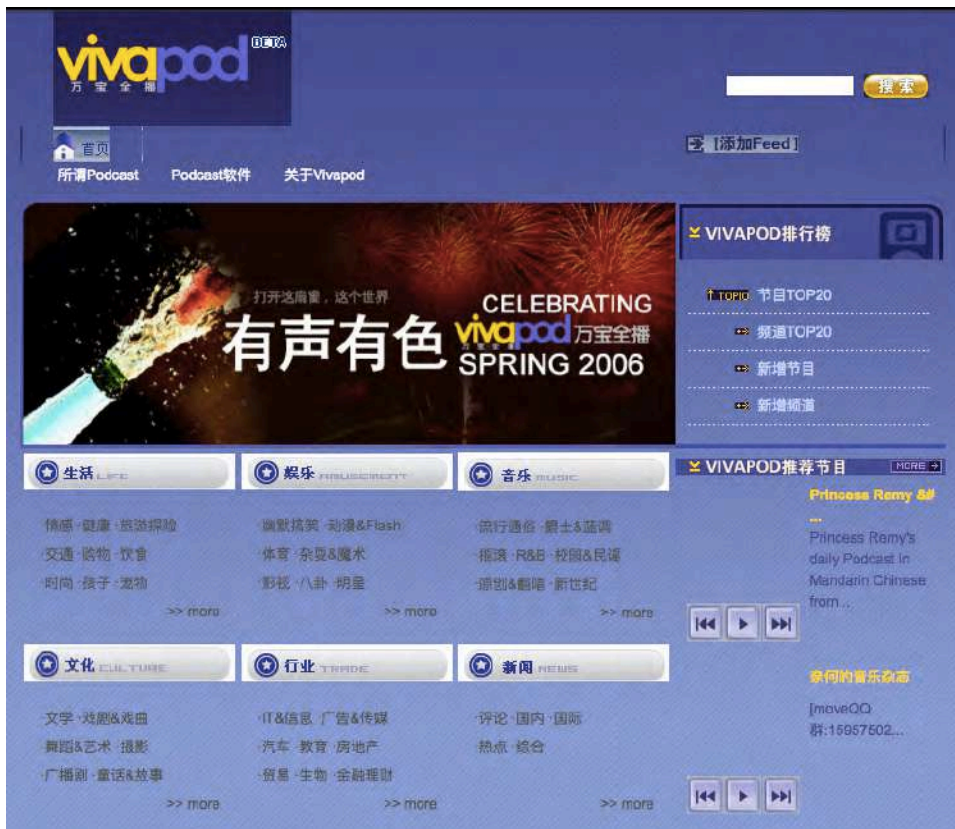 vivapod BETA
万宝全播
搜索
首页
[添加Feed]
所谓Podcast Podcast软件 关于Vivapod
打开这扇窗，这个世界
有声有色
CELEBRATING
vivapod 万宝全播
SPRING 2006
VIVAPOD排行榜
TOP10 节目TOP20
频道TOP20
新增节目
新增频道
生活 LIFE
·情感 ·健康 ·旅游探险
·交通 ·购物 ·饮食
·时尚 ·孩子 ·宠物
>> more
娱乐 AMUSEMENT
·幽默搞笑 ·动漫&Flash
·体育 ·杂耍&魔术
·影视 ·八卦 ·明星
>> more
音乐 MUSIC
·流行通俗 ·爵士&蓝调
·摇滚 ·R&B ·校园&民谣
·原创&翻唱 ·新世纪
>> more
VIVAPOD推荐节目 MORE
Princess Remy &#
...
Princess Remy's
daily Podcast in
Mandarin Chinese
from...
文化 CULTURE
·文学 ·戏剧&戏曲
·舞蹈&艺术 ·摄影
·广播剧 ·童话&故事
>> more
行业 TRADE
·IT&信息 ·广告&传媒
·汽车 ·教育 ·房地产
·贸易 ·生物 ·金融理财
>> more
新闻 NEWS
·评论 ·国内 ·国际
·热点 ·综合
>> more
何的音乐杂志
[moveQQ
群:15957502...